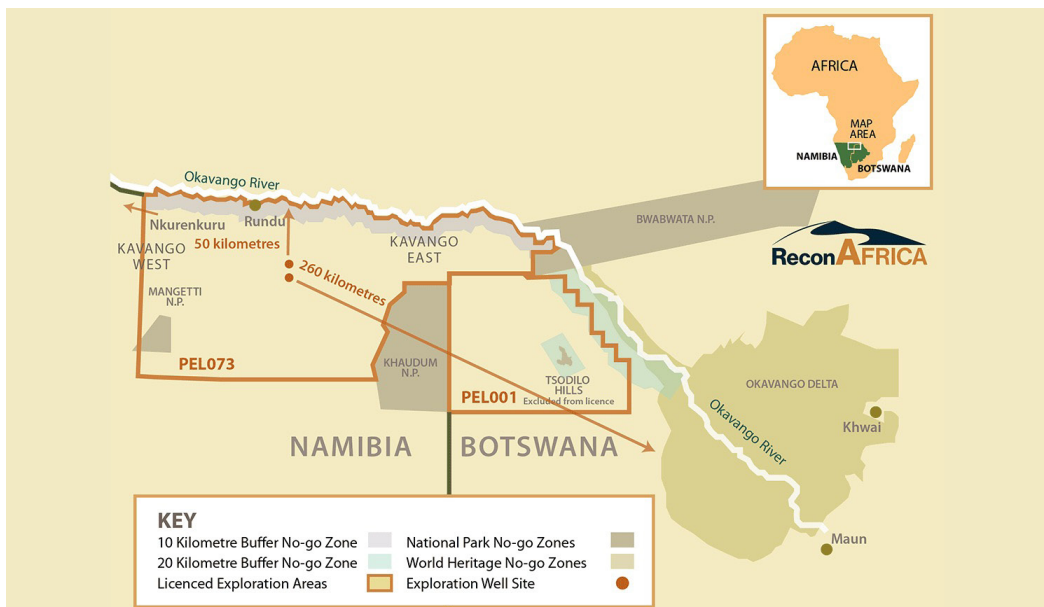 AFRICA
MAP
AREA
NAMIBIA
BOTSWANA
Okavango River
BWABWATA N.P.
ReconAFRICA
Nkurenkuru
Rundu
50 kilometres
KAVANGO
WEST
KAVANGO
EAST
260 kilometres
MANGETTI
N.P.
PEL073
KHAUDUM
N.P.
TSODILO
HILLS
Excluded from licence
PEL001
OKAVANGO DELTA
Okavango River
Khwai
NAMIBIA
BOTSWANA
Maun
KEY
10 Kilometre Buffer No-go Zone
National Park No-go Zones
20 Kilometre Buffer No-go Zone
World Heritage No-go Zones
Licenced Exploration Areas
Exploration Well Site